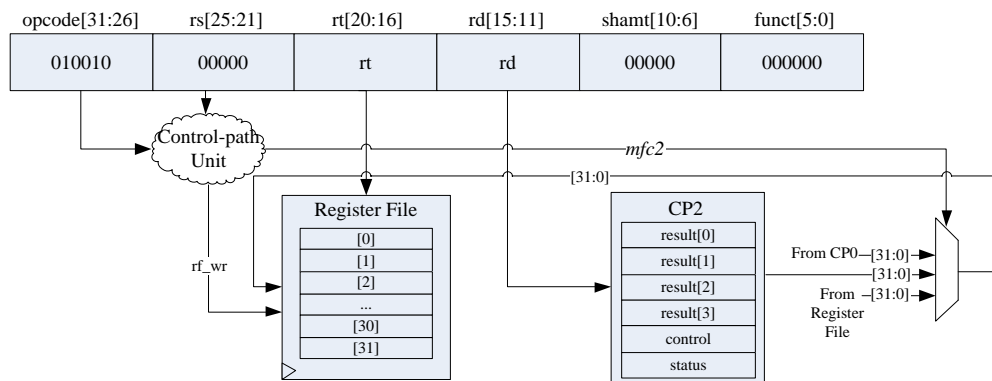 opcode[31:26] rs[25:21] rt[20:16] rd[15:11] shamt[10:6] funct[5:0]
010010 00000 rt rd 00000 000000
Control-path
Unit
mfc2
[31:0]
Register File
[0]
[1]
[2]
...
[30]
[31]
rf_wr
CP2
result[0]
result[1]
result[2]
result[3]
control
status
From CP0 [31:0]
[31:0]
From [31:0]
Register
File